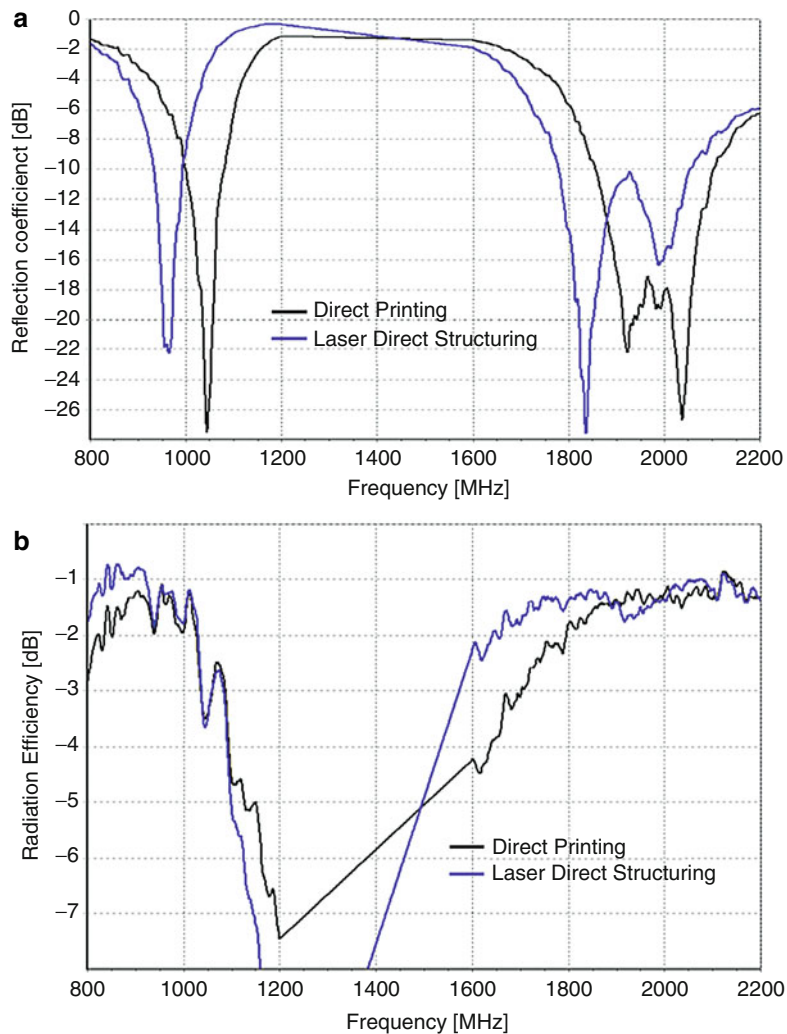 a
0
−2
−4
−6
−8
−10
−12
−14
−16
−18
−20
−22
−24
−26
Reflection coefficienct [dB]
Direct Printing
Laser Direct Structuring
800 1000 1200 1400 1600 1800 2000 2200
Frequency [MHz]
b
−1
−2
−3
−4
−5
−6
−7
Radiation Efficiency [dB]
Direct Printing
Laser Direct Structuring
800 1000 1200 1400 1600 1800 2000 2200
Frequency [MHz]